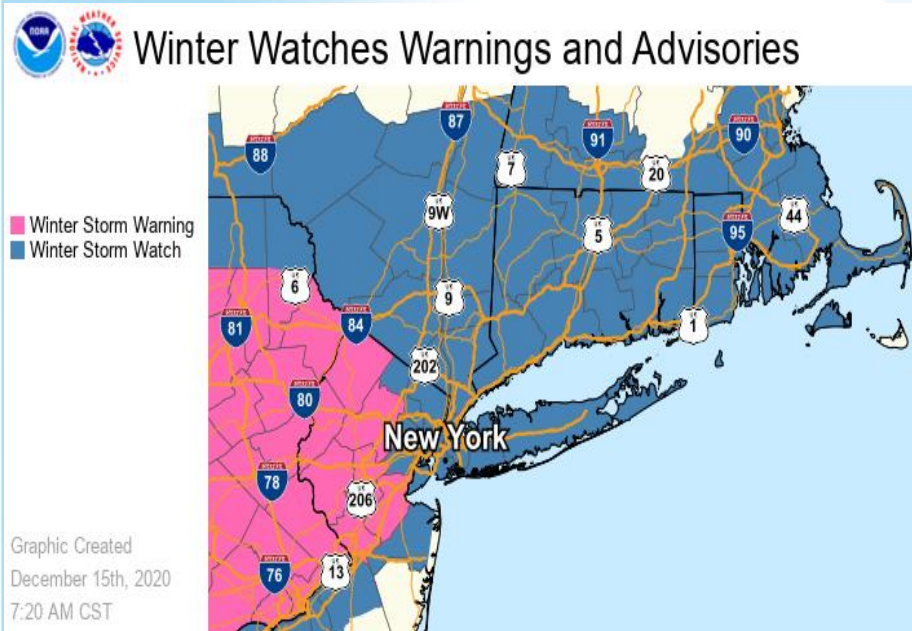 NOAA
Winter Watches Warnings and Advisories
Winter Storm Warning
Winter Storm Watch
87
88
91
90
7
20
9W
44
5
95
6
9
81
84
1
202
80
New York
78
206
76
13
Graphic Created
December 15th, 2020
7:20 AM CST